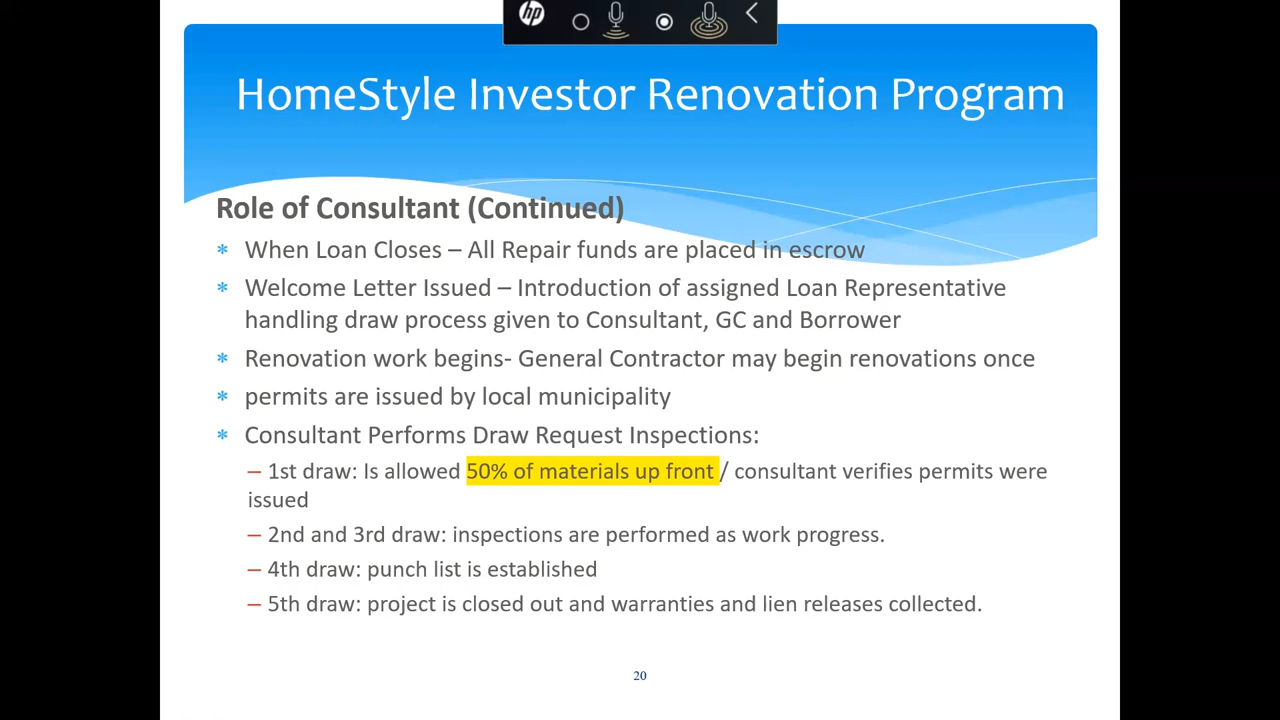 hp
HomeStyle Investor Renovation Program
Role of Consultant (Continued)
* When Loan Closes – All Repair funds are placed in escrow
* Welcome Letter Issued – Introduction of assigned Loan Representative
handling draw process given to Consultant, GC and Borrower
* Renovation work begins- General Contractor may begin renovations once
* permits are issued by local municipality
* Consultant Performs Draw Request Inspections:
– 1st draw: Is allowed 50% of materials up front / consultant verifies permits were
issued
– 2nd and 3rd draw: inspections are performed as work progress.
– 4th draw: punch list is established
– 5th draw: project is closed out and warranties and lien releases collected.
20